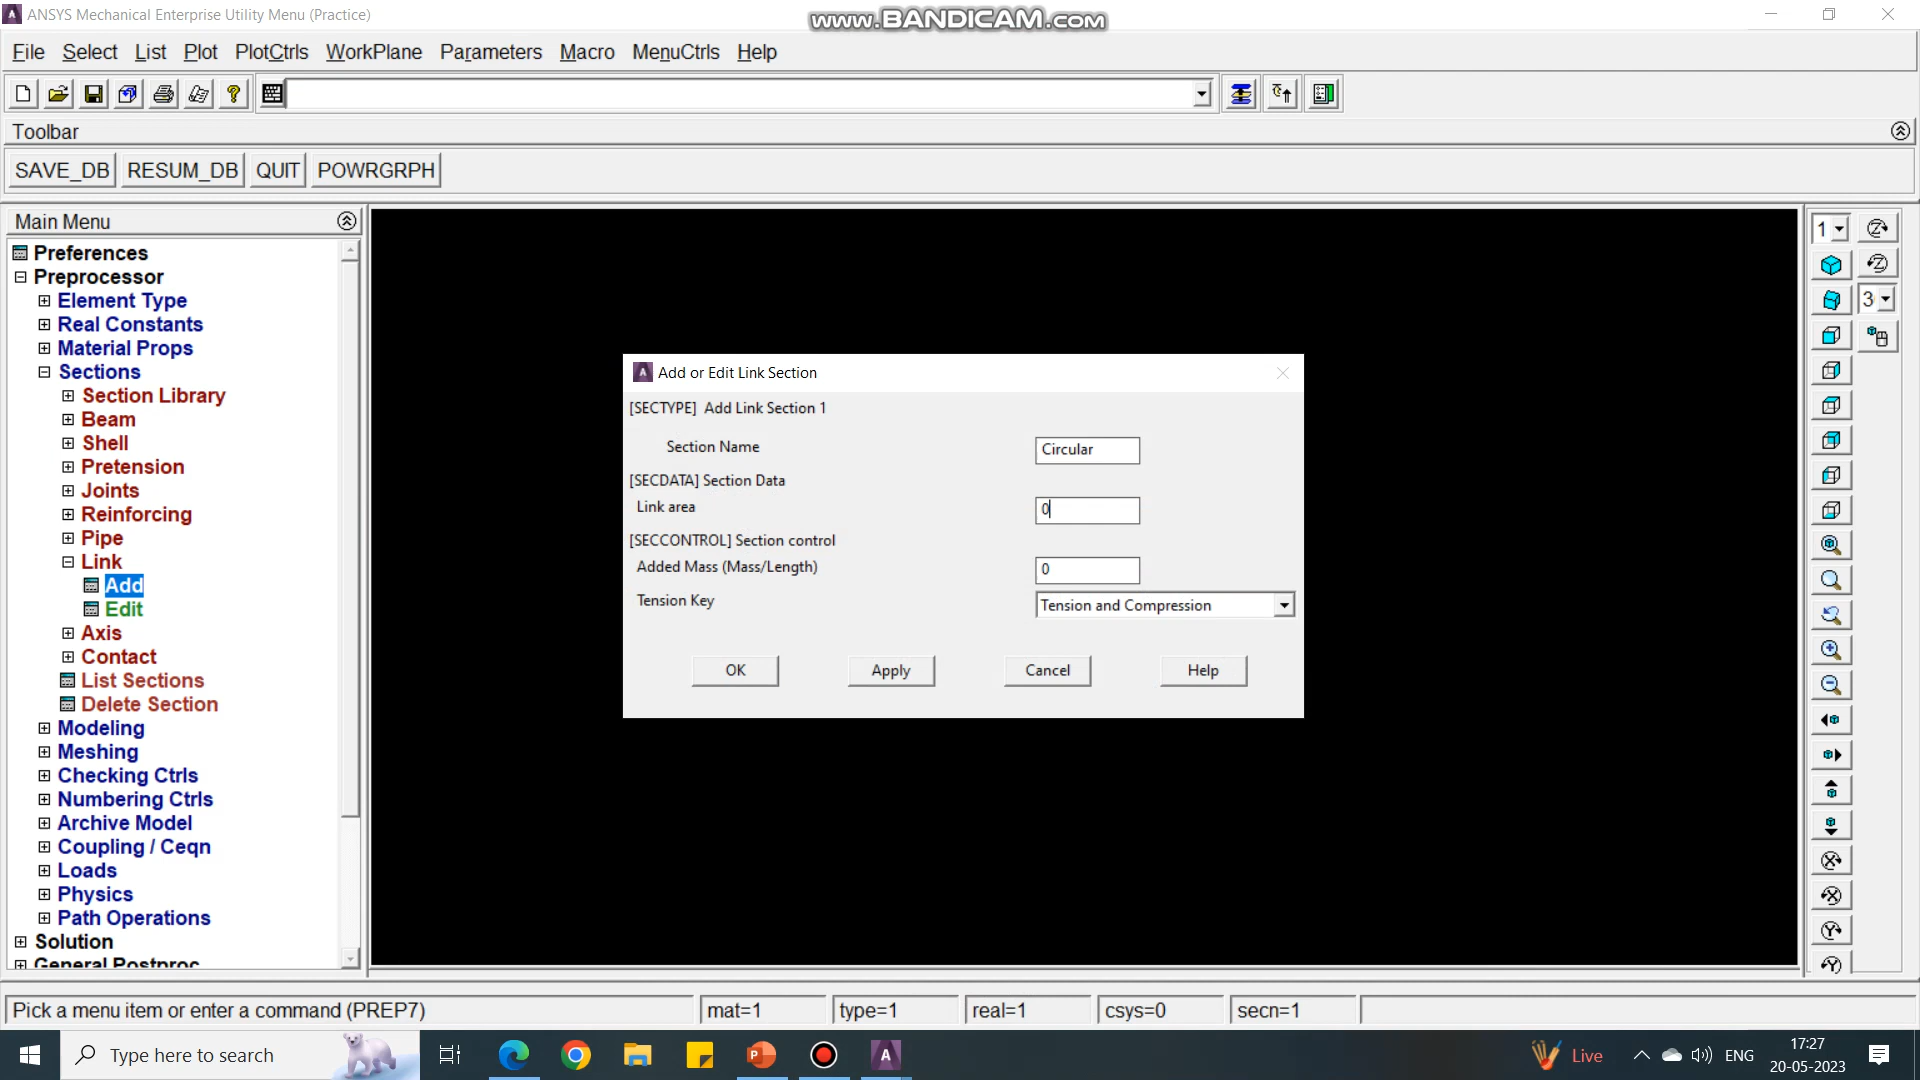 ANSYS Mechanical Enterprise Utility Menu (Practice)
www.BANDICAM.com
File Select List Plot PlotCtrls WorkPlane Parameters Macro MenuCtrls Help
Toolbar
SAVE_DB RESUM_DB QUIT POWRGRPH
Main Menu
Preferences
Preprocessor
Element Type
Real Constants
Material Props
Sections
Section Library
Beam
Shell
Pretension
Joints
Reinforcing
Pipe
Link
Add
Edit
Axis
Contact
List Sections
Delete Section
Modeling
Meshing
Checking Ctrls
Numbering Ctrls
Archive Model
Coupling / Ceqn
Loads
Physics
Path Operations
Solution
General Postproc
Add or Edit Link Section
[SECTYPE] Add Link Section 1
Section Name Circular
[SECDATA] Section Data
Link area 0
[SECCONTROL] Section control
Added Mass (Mass/Length) 0
Tension Key Tension and Compression
OK Apply Cancel Help
1
3
Pick a menu item or enter a command (PREP7) mat=1 type=1 real=1 csys=0 secn=1
Type here to search
Live
ENG
17:27
20-05-2023